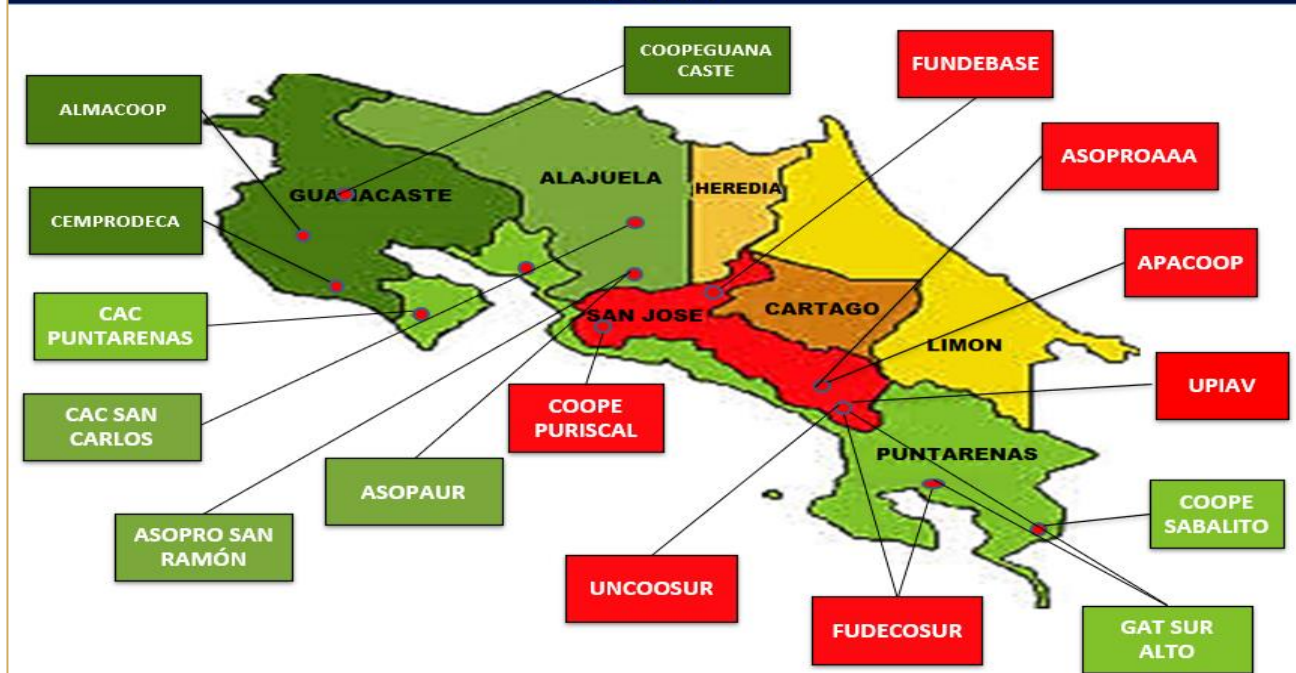 COOPEGUANA
CASTE
FUNDEBASE
ALMACOOP
ASOPROAAA
ALAJUELA
HEREDIA
GUANACASTE
CEMPRODECA
APACOOP
CAC
PUNTARENAS
SAN JOSE
CARTAGO
LIMON
UPIAV
CAC SAN
CARLOS
COOPE
PURISCAL
PUNTARENAS
ASOPAUR
COOPE
SABALITO
ASOPRO SAN
RAMÓN
UNCOOSUR
FUDECOSUR
GAT SUR
ALTO